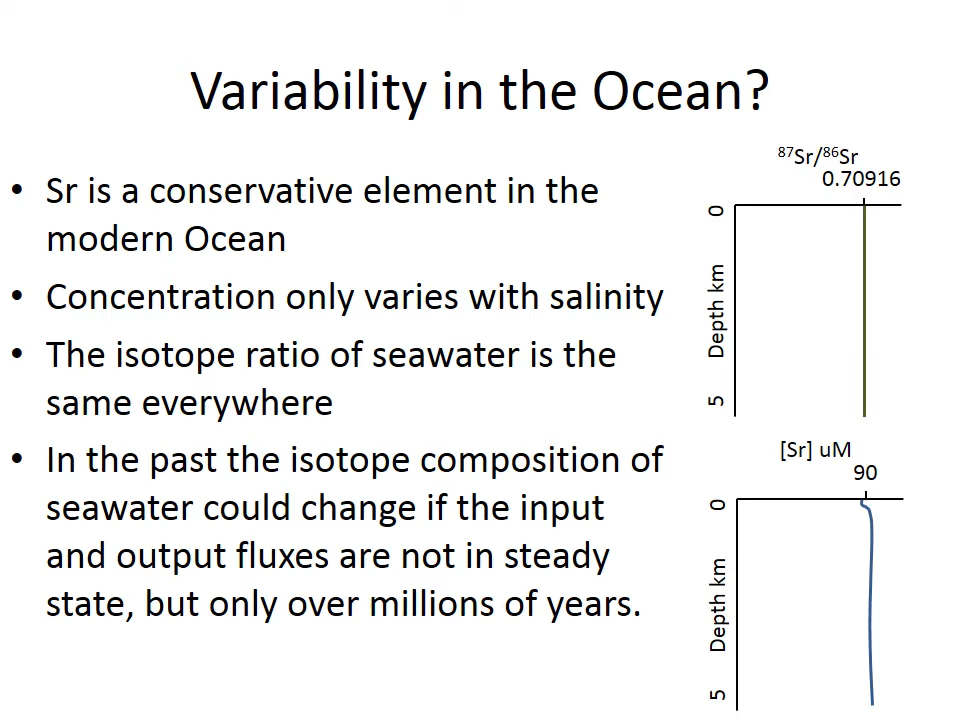 Variability in the Ocean?
• Sr is a conservative element in the
modern Ocean
• Concentration only varies with salinity
• The isotope ratio of seawater is the
same everywhere
• In the past the isotope composition of
seawater could change if the input
and output fluxes are not in steady
state, but only over millions of years.
⁸⁷Sr/⁸⁶Sr
0.70916
0
Depth km
5
[Sr] uM
90
0
Depth km
5